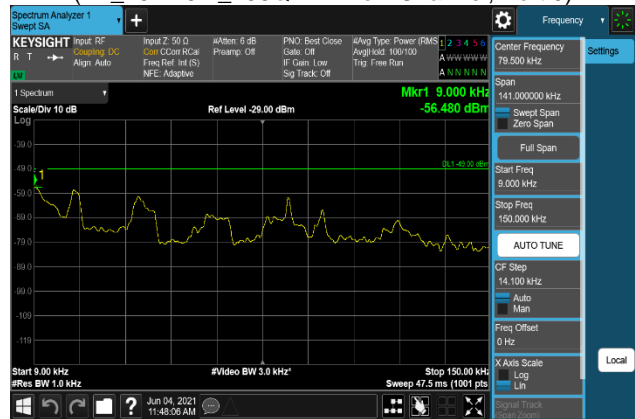 Spectrum Analyzer 1
Swept SA
Frequency
KEYSIGHT
R T
LW
Input: RF
Coupling: DC
Align: Auto
Input Z: 50 Ω
Corr CCorr RCal
Freq Ref: Int (S)
NFE: Adaptive
#Atten: 6 dB
Preamp: Off
PNO: Best Close
Gate: Off
IF Gain: Low
Sig Track: Off
#Avg Type: Power (RMS
Avg|Hold: 100/100
Trig: Free Run
1 2 3 4 5 6
A W W W W W
A N N N N N
1 Spectrum
Scale/Div 10 dB
Log
Ref Level -29.00 dBm
Mkr1 9.000 kHz
-56.480 dBm
DL1 -49.00 dBm
1
-39.0
-49.0
-59.0
-69.0
-79.0
-89.0
-99.0
-109
-119
Start 9.00 kHz
#Res BW 1.0 kHz
#Video BW 3.0 kHz*
Stop 150.00 kHz
Sweep 47.5 ms (1001 pts
Jun 04, 2021
11:48:06 AM
Center Frequency
79.500 kHz
Span
141.000000 kHz
Swept Span
Zero Span
Full Span
Start Freq
9.000 kHz
Stop Freq
150.000 kHz
AUTO TUNE
CF Step
14.100 kHz
Auto
Man
Freq Offset
0 Hz
X Axis Scale
Log
Lin
Signal Track
(Span Zoom)
Settings
Local